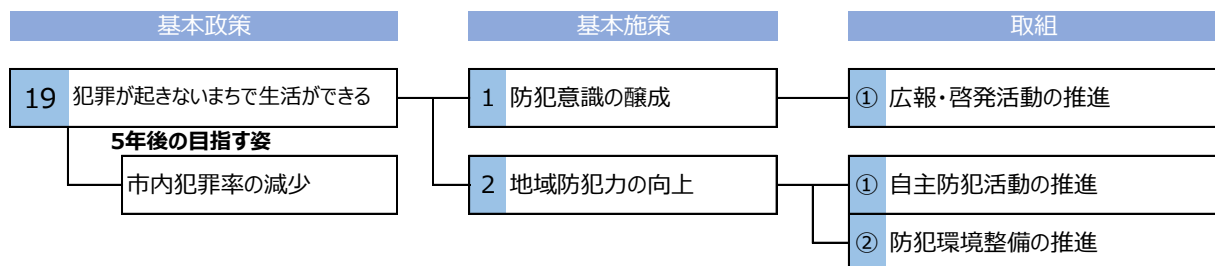 基本政策
基本施策
取組
19 犯罪が起きないまちで生活ができる
1 防犯意識の醸成
① 広報・啓発活動の推進
5年後の目指す姿
市内犯罪率の減少
2 地域防犯力の向上
① 自主防犯活動の推進
② 防犯環境整備の推進